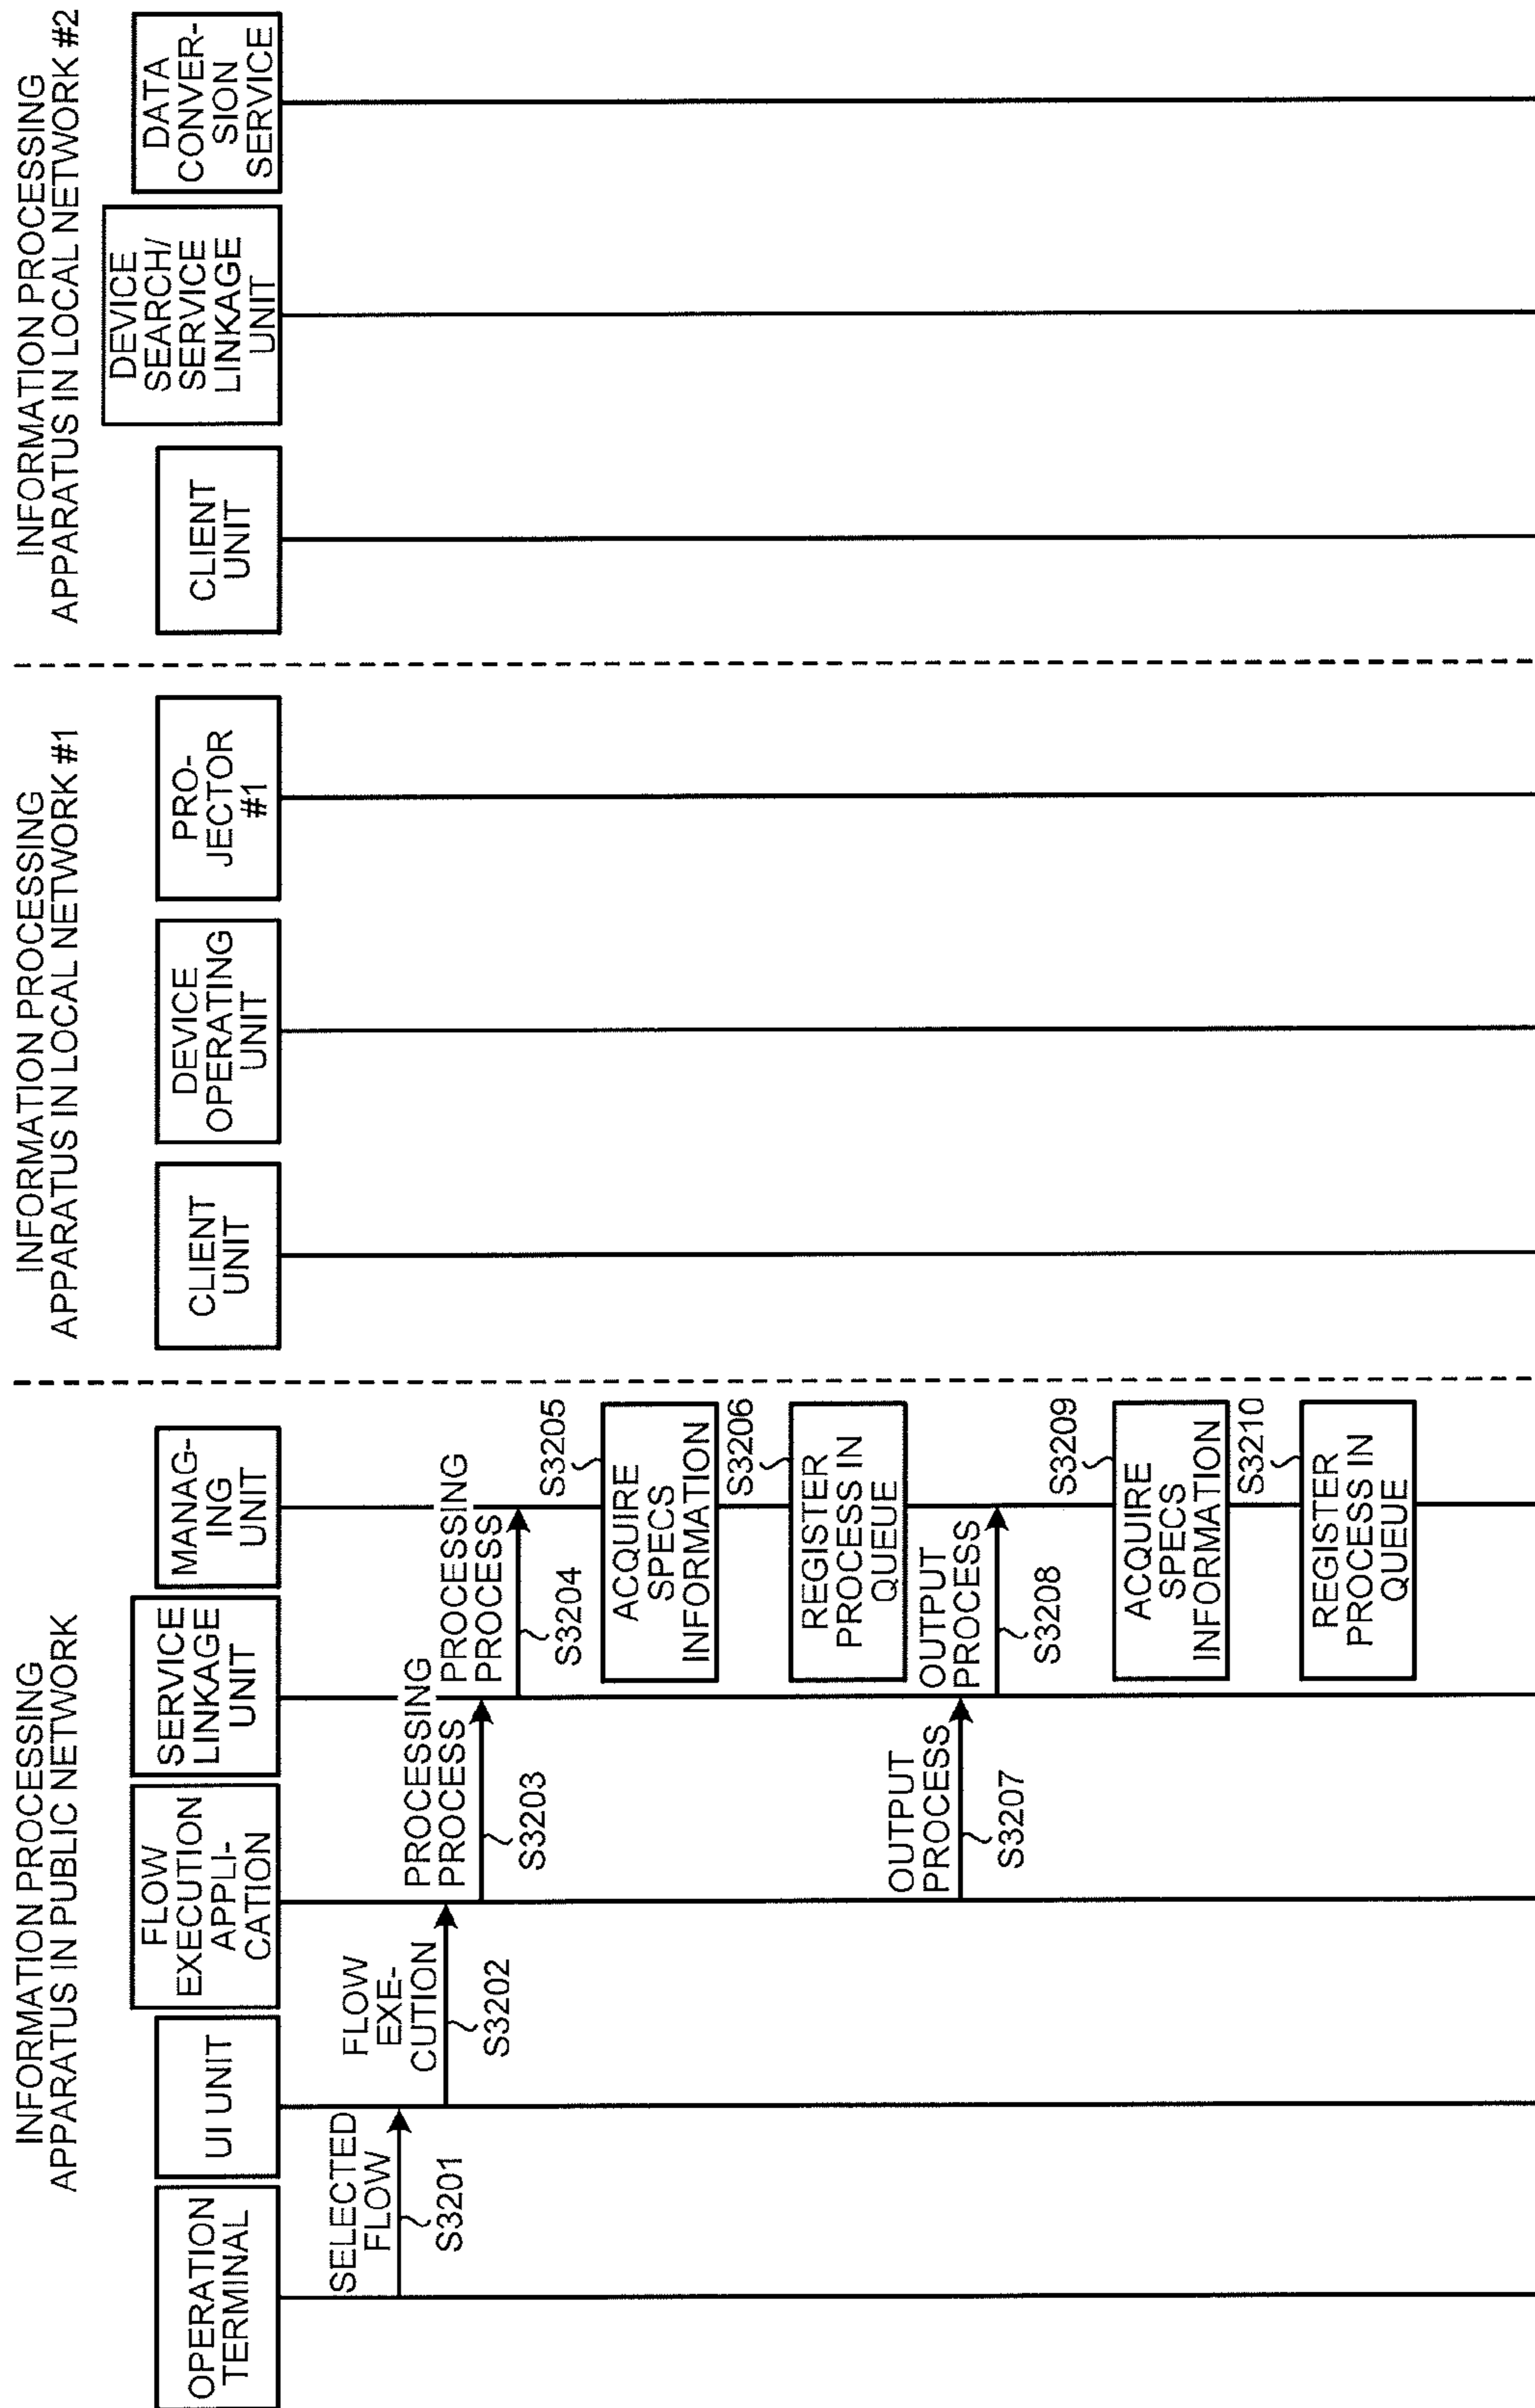 INFORMATION PROCESSING
APPARATUS IN PUBLIC NETWORK
INFORMATION PROCESSING
APPARATUS IN LOCAL NETWORK #1
INFORMATION PROCESSING
APPARATUS IN LOCAL NETWORK #2
OPERATION
TERMINAL
UI UNIT
FLOW
EXECUTION
APPLI-
CATION
SERVICE
LINKAGE
UNIT
MANAG-
ING
UNIT
CLIENT
UNIT
DEVICE
OPERATING
UNIT
PRO-
JECTOR
#1
CLIENT
UNIT
DEVICE
SEARCH/
SERVICE
LINKAGE
UNIT
DATA
CONVER-
SION
SERVICE
SELECTED
FLOW
S3201
FLOW
EXE-
CUTION
S3202
PROCESSING
PROCESS
S3203
PROCESSING
PROCESS
S3204
S3205
ACQUIRE
SPECS
INFORMATION
S3206
REGISTER
PROCESS IN
QUEUE
OUTPUT
PROCESS
S3207
OUTPUT
PROCESS
S3208
S3209
ACQUIRE
SPECS
INFORMATION
S3210
REGISTER
PROCESS IN
QUEUE